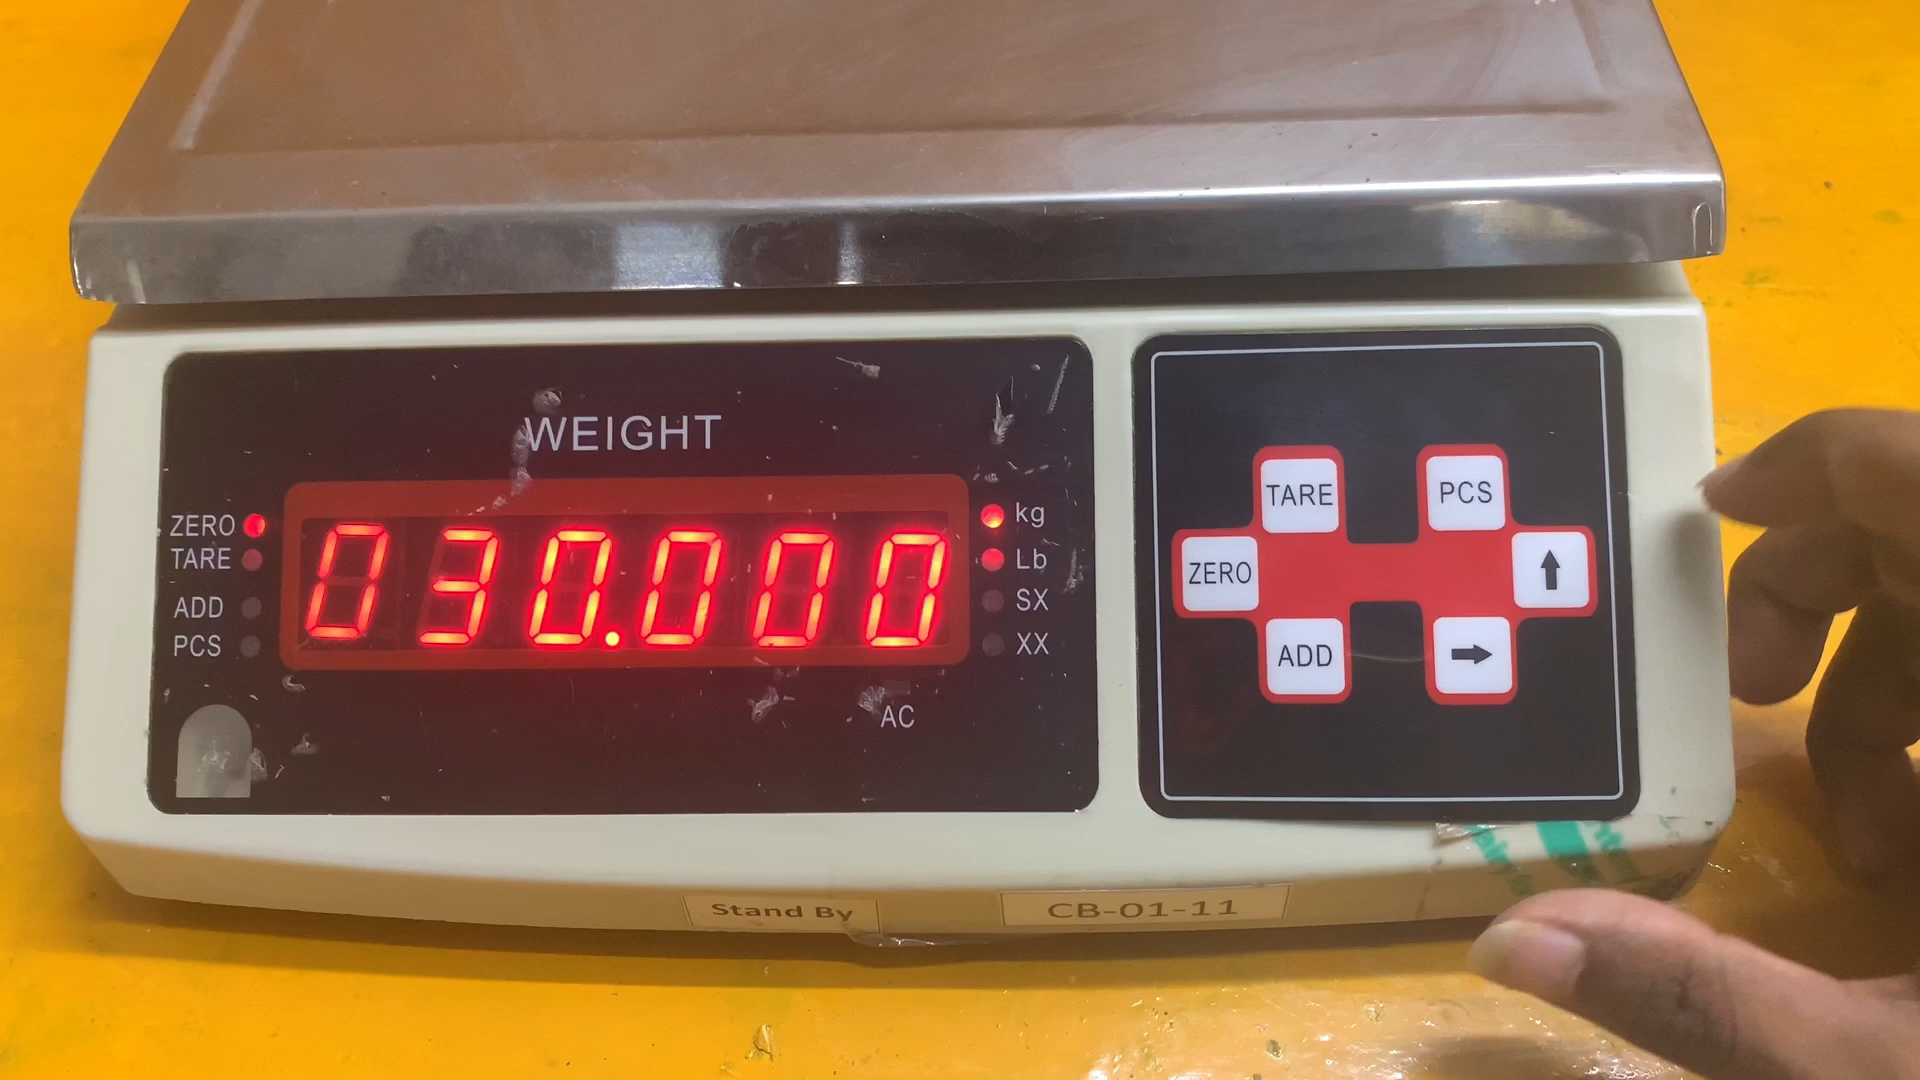 WEIGHT
ZERO
TARE
ADD
PCS
030.000
kg
Lb
SX
XX
AC
TARE
PCS
ZERO
↑
ADD
→
Stand By
CB-01-11